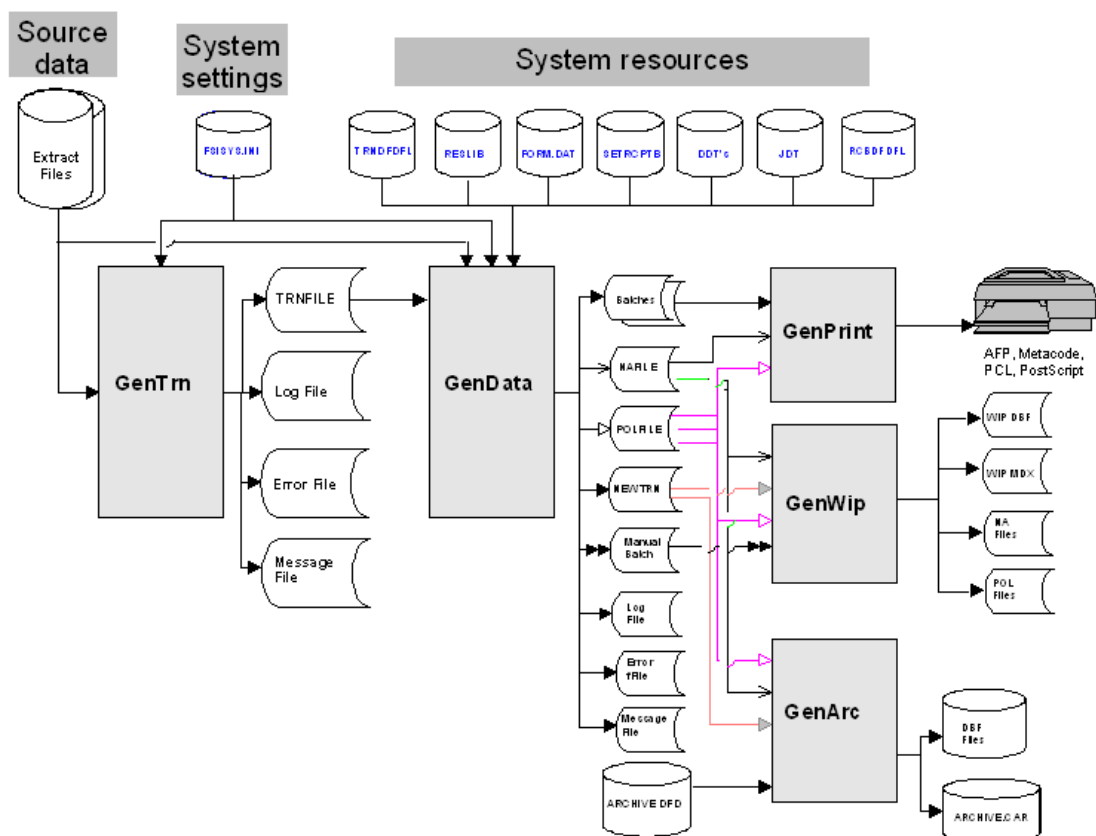 Source
data
System
settings
System resources
Extract
Files
FSISYS.INI
TRNDFDFL
RESLIB
FORM.DAT
SETRCPTB
DDT's
JDT
RCBDFDFL
GenTrn
TRNFILE
Log File
Error File
Message
File
GenData
Batches
NAFILE
POLFILE
NEWTRN
Manual
Batch
Log
File
Error
fFile
Message
File
ARCHIVE.DFD
GenPrint
AFP, Metacode,
PCL, PostScript
GenWip
WIP DBF
WIP MDX
NA
Files
POL
Files
GenArc
DBF
Files
ARCHIVE.CAR